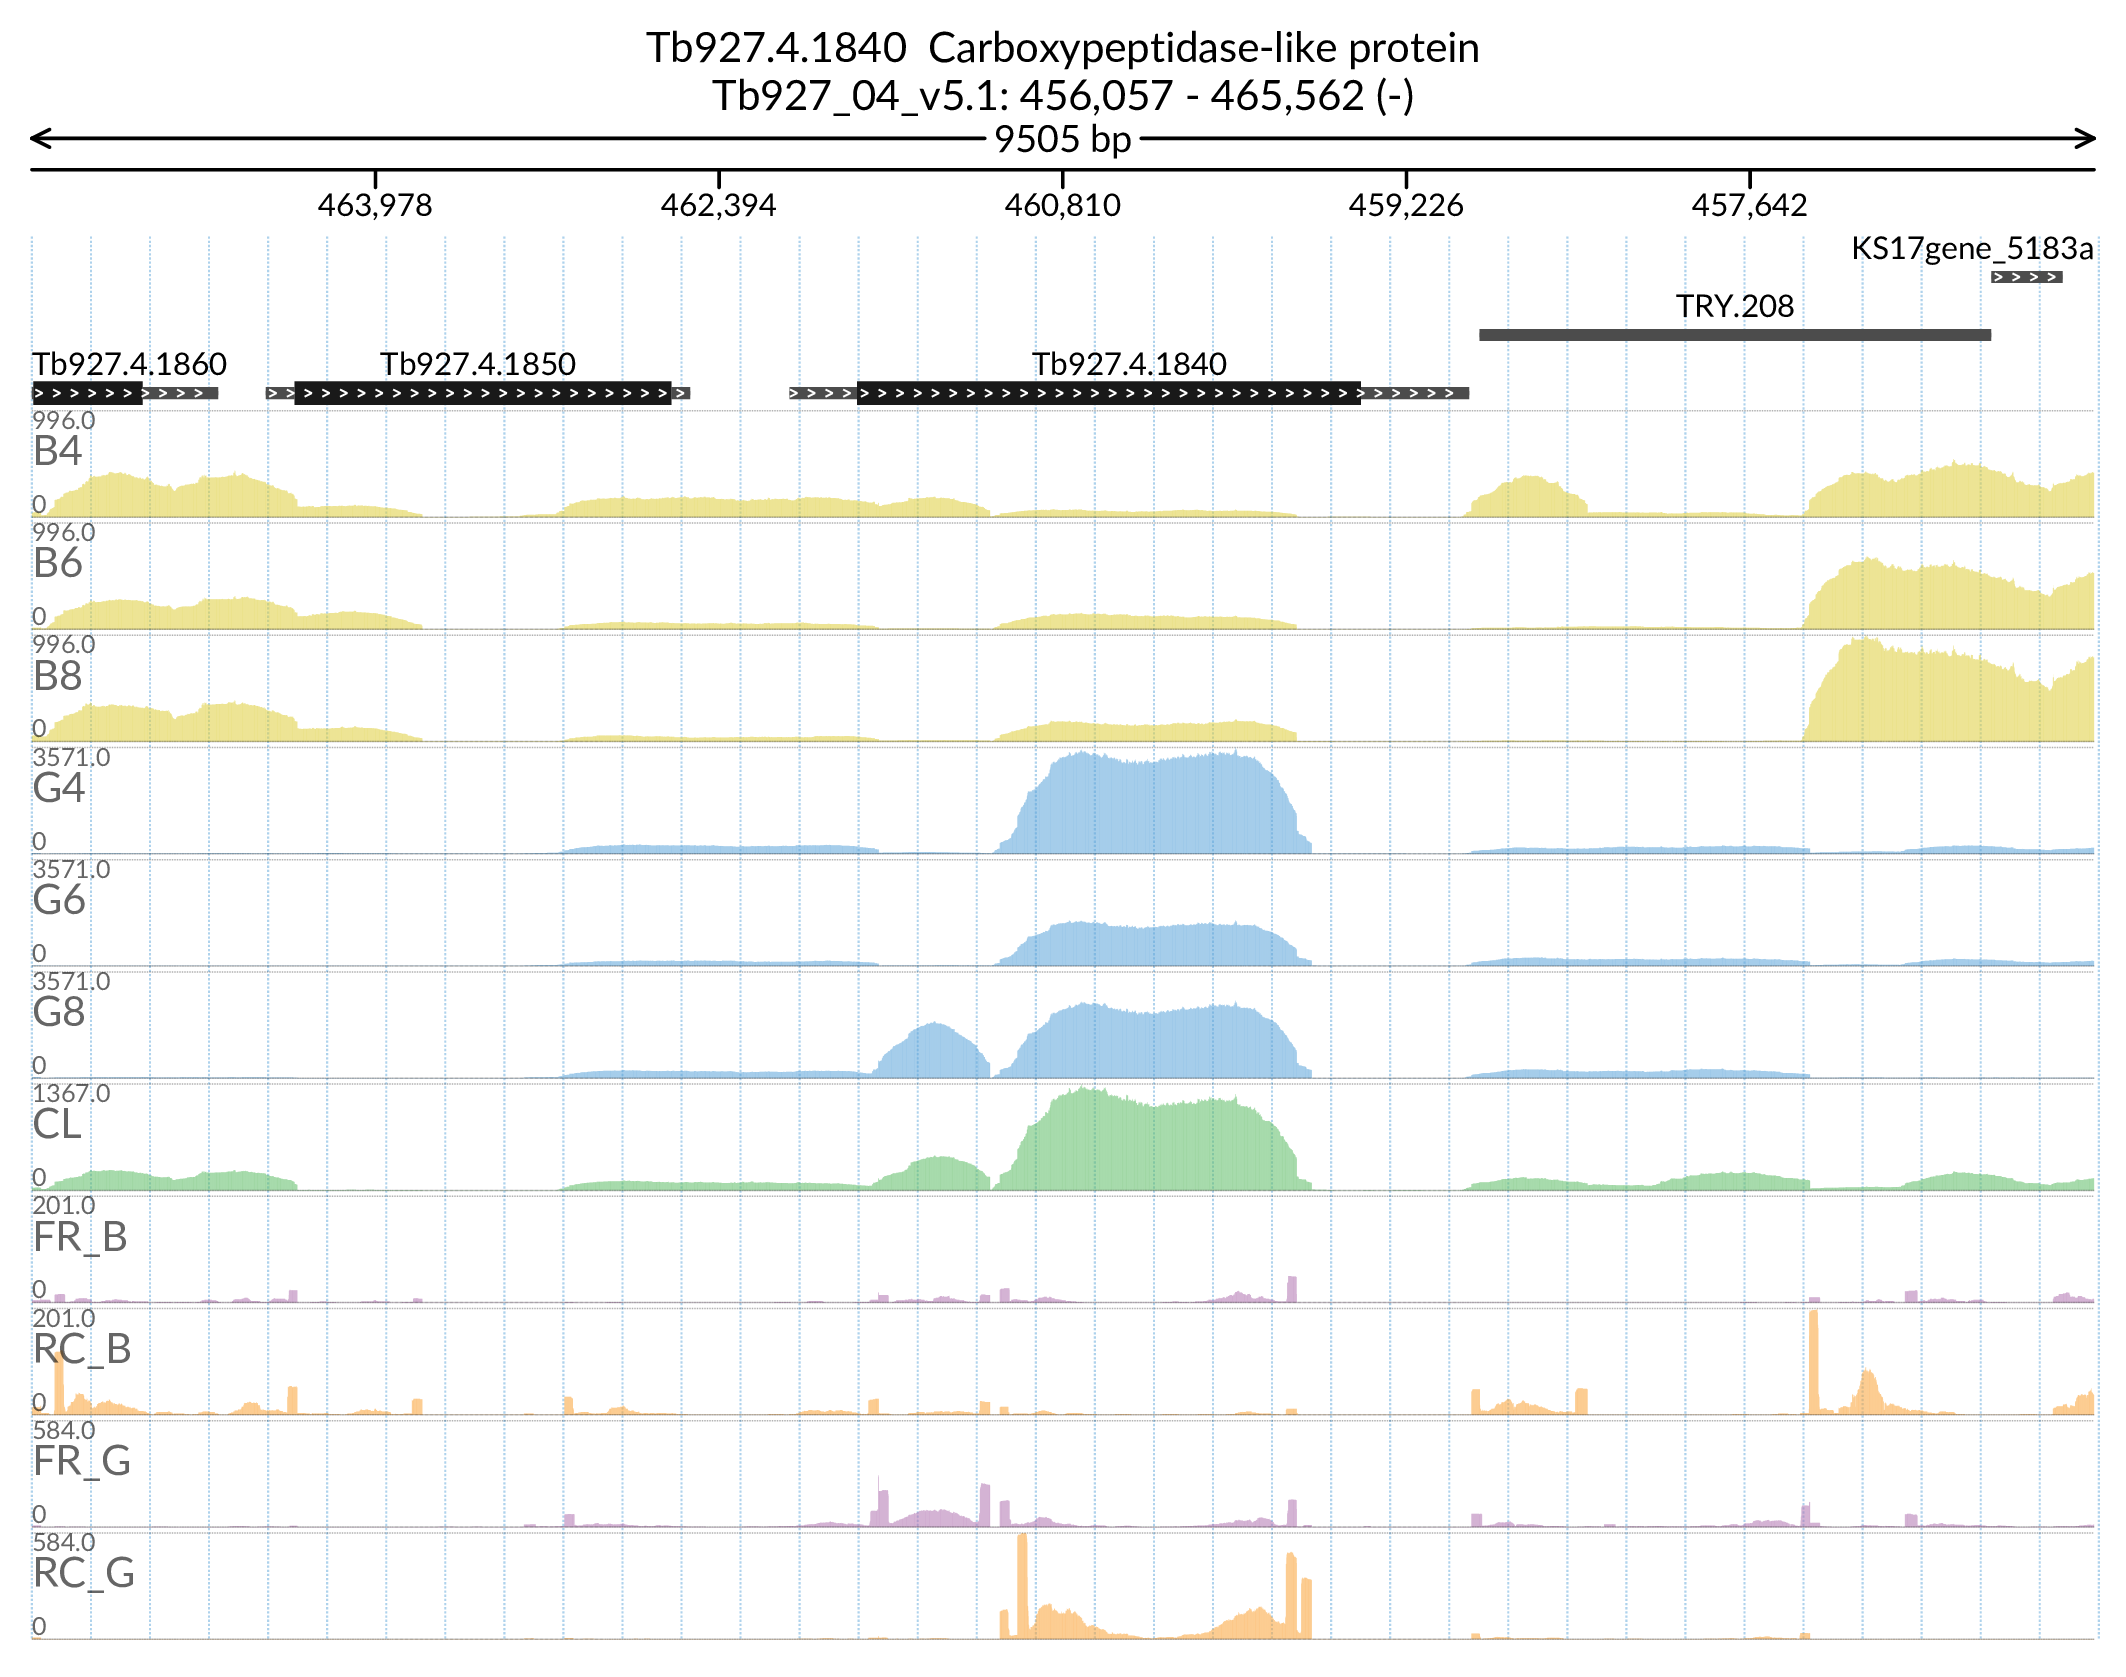 Tb927.4.1840  Carboxypeptidase-like protein
Tb927_04_v5.1: 456,057 - 465,562 (-)
9505 bp
463,978 462,394 460,810 459,226 457,642
KS17gene_5183a
TRY.208
Tb927.4.1860 Tb927.4.1850 Tb927.4.1840
996.0
B4
0
996.0
B6
0
996.0
B8
0
3571.0
G4
0
3571.0
G6
0
3571.0
G8
0
1367.0
CL
0
201.0
FR_B
0
201.0
RC_B
0
584.0
FR_G
0
584.0
RC_G
0